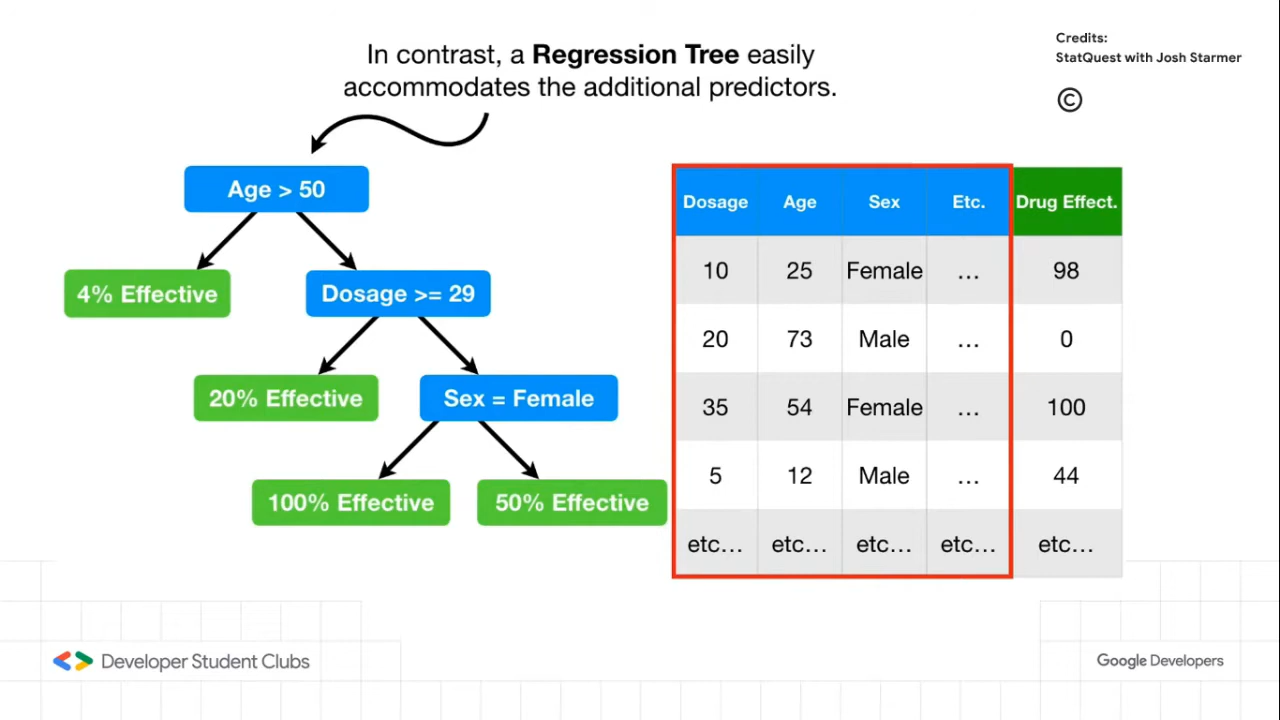 In contrast, a Regression Tree easily
accommodates the additional predictors.
Credits:
StatQuest with Josh Starmer
©
Age > 50
4% Effective
Dosage >= 29
20% Effective
Sex = Female
100% Effective
50% Effective
Dosage Age Sex Etc. Drug Effect.
10 25 Female … 98
20 73 Male … 0
35 54 Female … 100
5 12 Male … 44
etc… etc… etc… etc… etc…
Developer Student Clubs
Google Developers